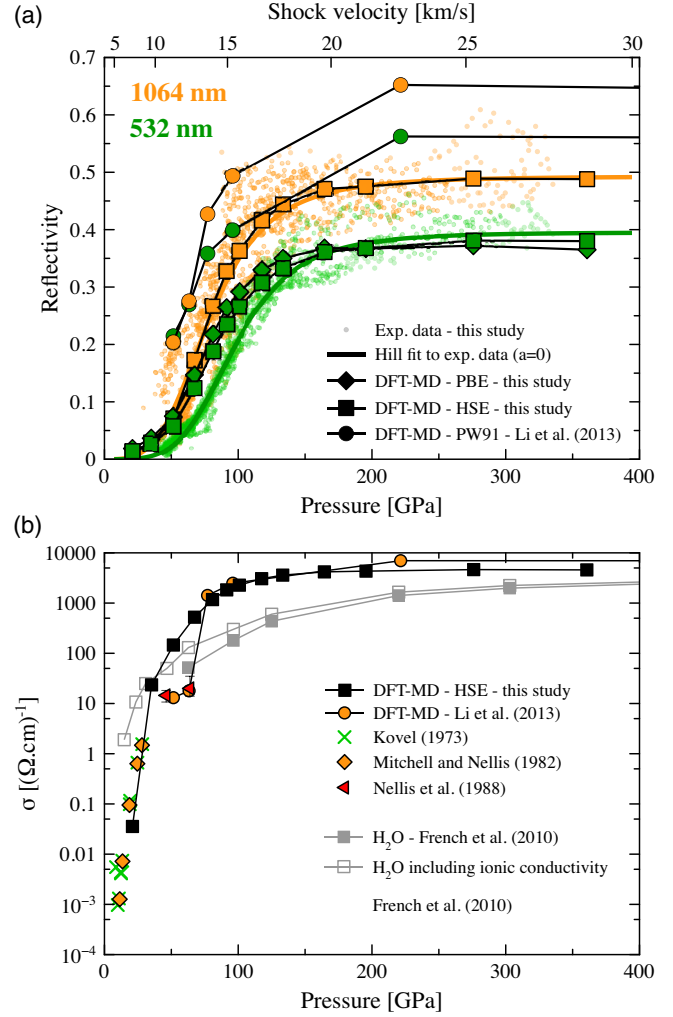 (a)
Shock velocity [km/s]
5 10 15 20 25 30
0.7
0.6
0.5
0.4
0.3
0.2
0.1
0
Reflectivity
1064 nm
532 nm
Exp. data - this study
Hill fit to exp. data (a=0)
DFT-MD - PBE - this study
DFT-MD - HSE - this study
DFT-MD - PW91 - Li et al. (2013)
0 100 200 300 400
Pressure [GPa]
(b)
10000
1000
100
10
1
0.1
0.01
10⁻³
10⁻⁴
σ [(Ω.cm)⁻¹]
DFT-MD - HSE - this study
DFT-MD - Li et al. (2013)
Kovel (1973)
Mitchell and Nellis (1982)
Nellis et al. (1988)
H₂O - French et al. (2010)
H₂O including ionic conductivity
French et al. (2010)
0 100 200 300 400
Pressure [GPa]